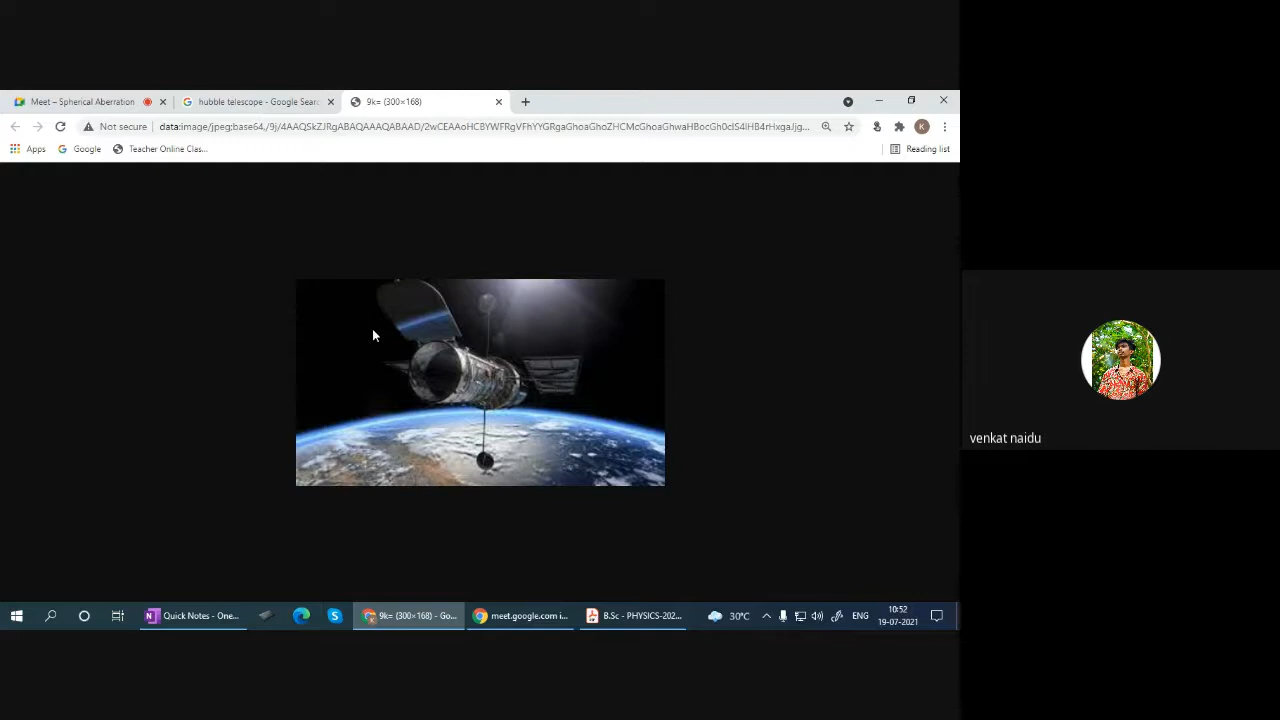 Meet – Spherical Aberration
hubble telescope - Google Searc
9k= (300×168)
Not secure
Apps
Google
Teacher Online Clas...
Reading list
venkat naidu
Quick Notes - One...
9k= (300×168) - Go...
meet.google.com i...
B.Sc - PHYSICS-202...
30°C
ENG
10:52
19-07-2021
K